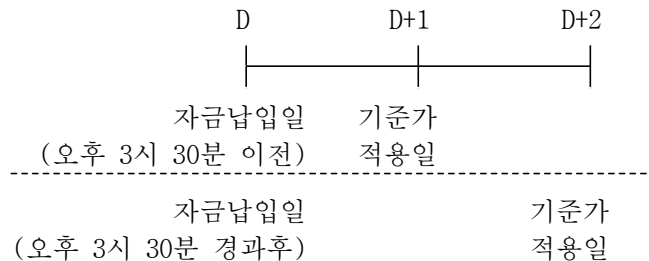 D D+1 D+2
자금납입일 기준가
(오후 3시 30분 이전) 적용일
자금납입일 기준가
(오후 3시 30분 경과후) 적용일